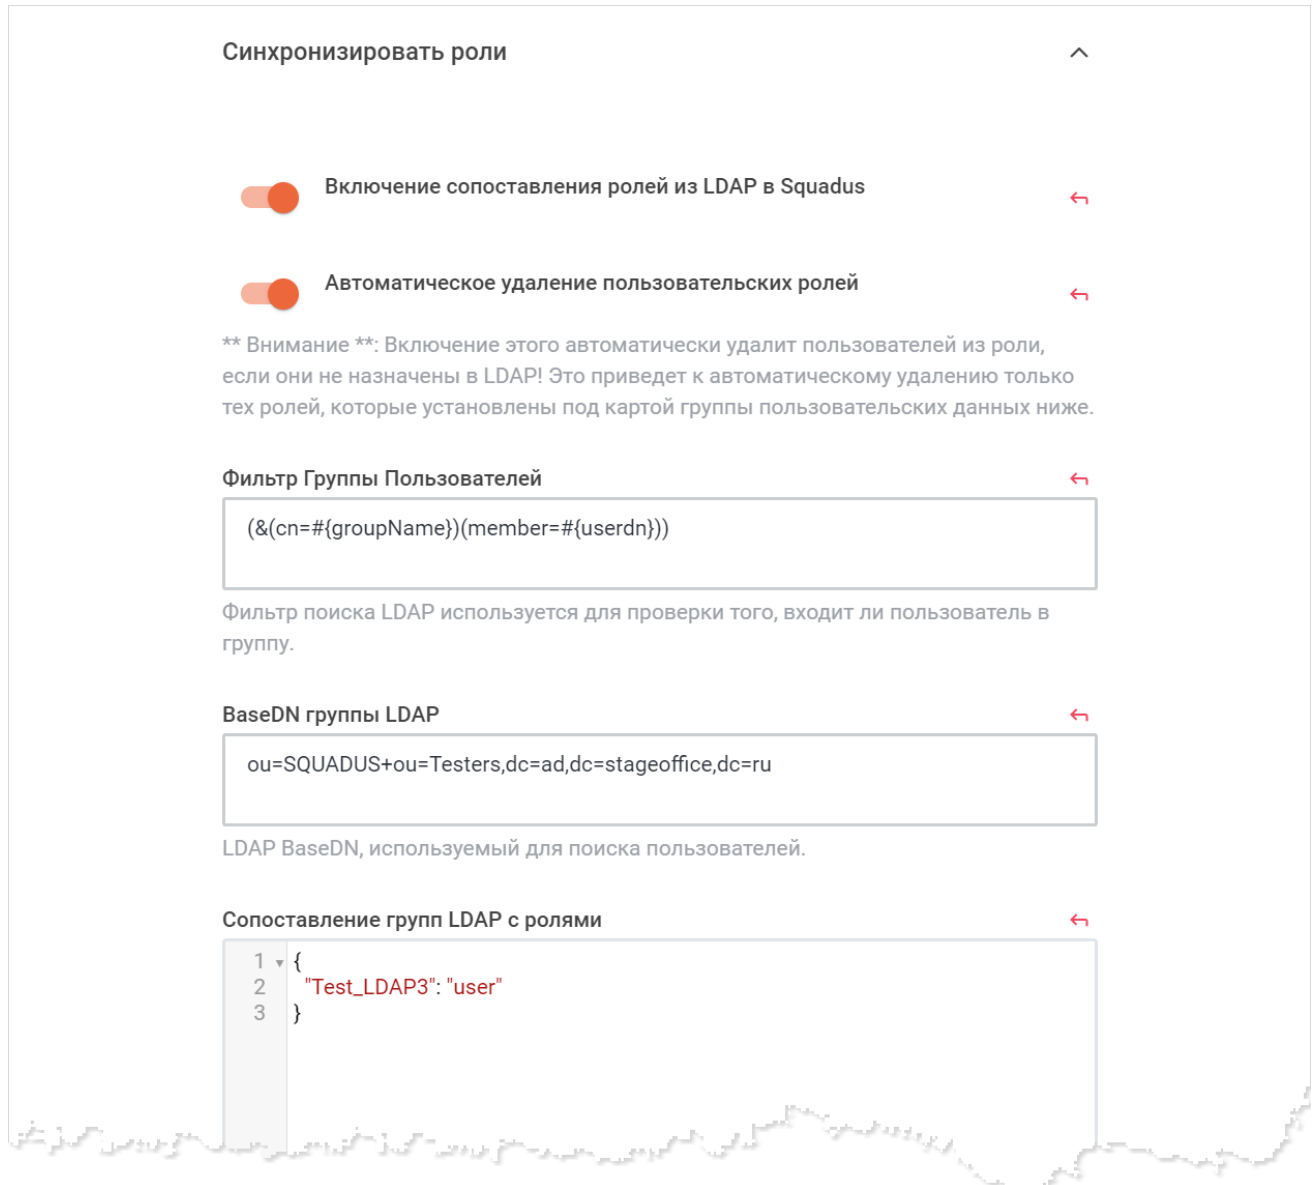 Синхронизировать роли
Включение сопоставления ролей из LDAP в Squadus
Автоматическое удаление пользовательских ролей
** Внимание **: Включение этого автоматически удалит пользователей из роли,
если они не назначены в LDAP! Это приведет к автоматическому удалению только
тех ролей, которые установлены под картой группы пользовательских данных ниже.
Фильтр Группы Пользователей
(&(cn=#{groupName})(member=#{userdn}))
Фильтр поиска LDAP используется для проверки того, входит ли пользователь в
группу.
BaseDN группы LDAP
ou=SQUADUS+ou=Testers,dc=ad,dc=stageoffice,dc=ru
LDAP BaseDN, используемый для поиска пользователей.
Сопоставление групп LDAP с ролями
1 {
2 "Test_LDAP3": "user"
3 }